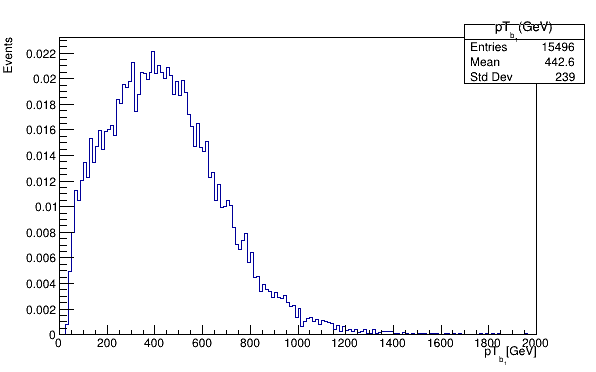 pT_b_1 (GeV)
Entries 15496
Mean 442.6
Std Dev 239
Events
0.022
0.02
0.018
0.016
0.014
0.012
0.01
0.008
0.006
0.004
0.002
0
0 200 400 600 800 1000 1200 1400 1600 1800 2000
pT_b_1 [GeV]